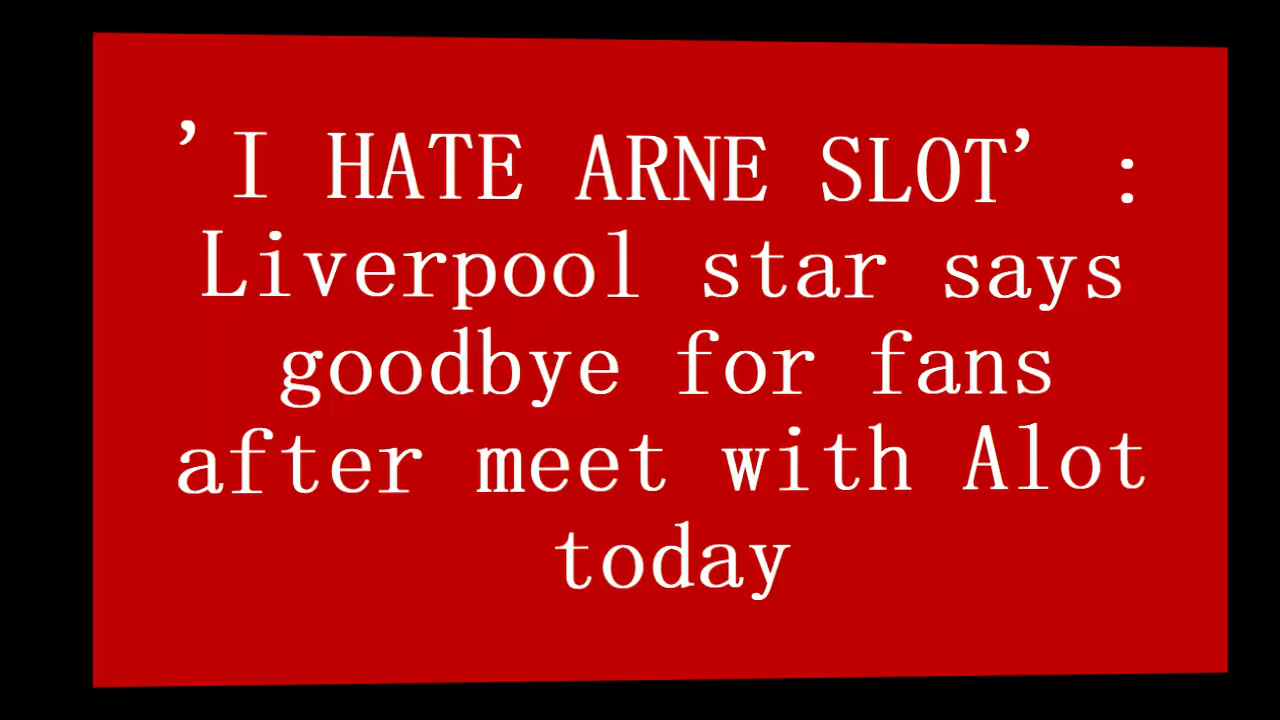 ’I HATE ARNE SLOT’ :
Liverpool star says
goodbye for fans
after meet with Alot
today